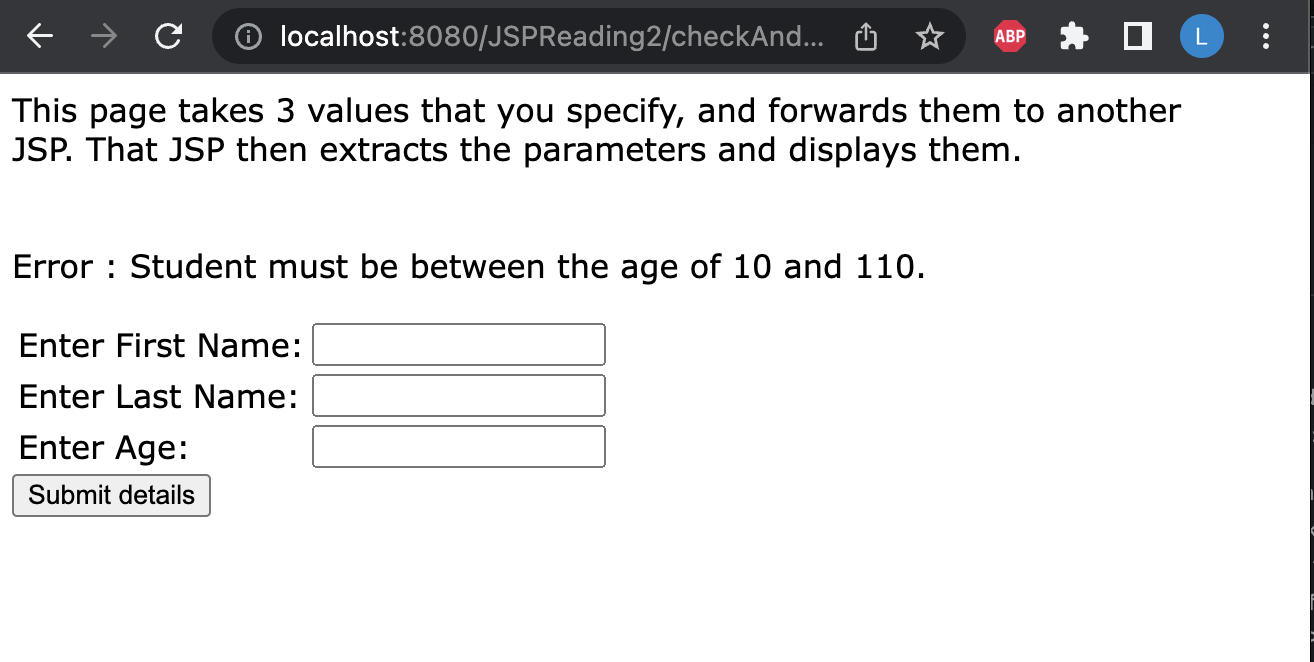 localhost:8080/JSPReading2/checkAnd...
ABP
L
This page takes 3 values that you specify, and forwards them to another
JSP. That JSP then extracts the parameters and displays them.
Error : Student must be between the age of 10 and 110.
Enter First Name:
Enter Last Name:
Enter Age:
Submit details